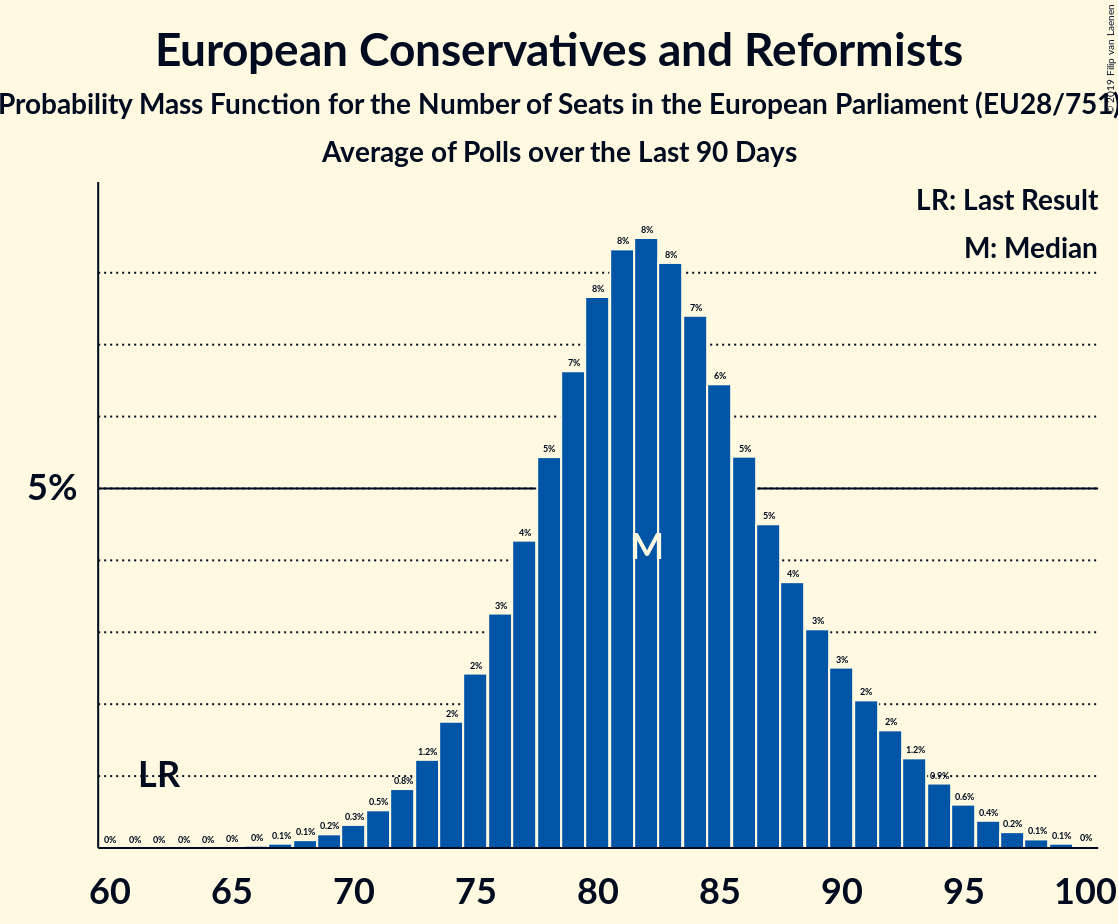 European Conservatives and Reformists
Probability Mass Function for the Number of Seats in the European Parliament (EU28/751)
Average of Polls over the Last 90 Days
© 2019 Filip van Laenen
LR: Last Result
M: Median
5%
0% 0% 0% 0% 0% 0% 0% 0.1% 0.1% 0.2% 0.3% 0.5% 0.8% 1.2% 2% 2% 3% 4% 5% 7% 8% 8% 8% 8% 7% 6% 5% 5% 4% 3% 3% 2% 2% 1.2% 0.9% 0.6% 0.4% 0.2% 0.1% 0.1% 0%
M
LR
60 65 70 75 80 85 90 95 100